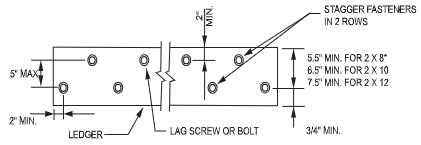 STAGGER FASTENERS
IN 2 ROWS
2"
MIN.
5.5" MIN. FOR 2 X 8*
6.5" MIN. FOR 2 X 10
7.5" MIN. FOR 2 X 12
5" MAX
2" MIN.
LEDGER
LAG SCREW OR BOLT
3/4" MIN.